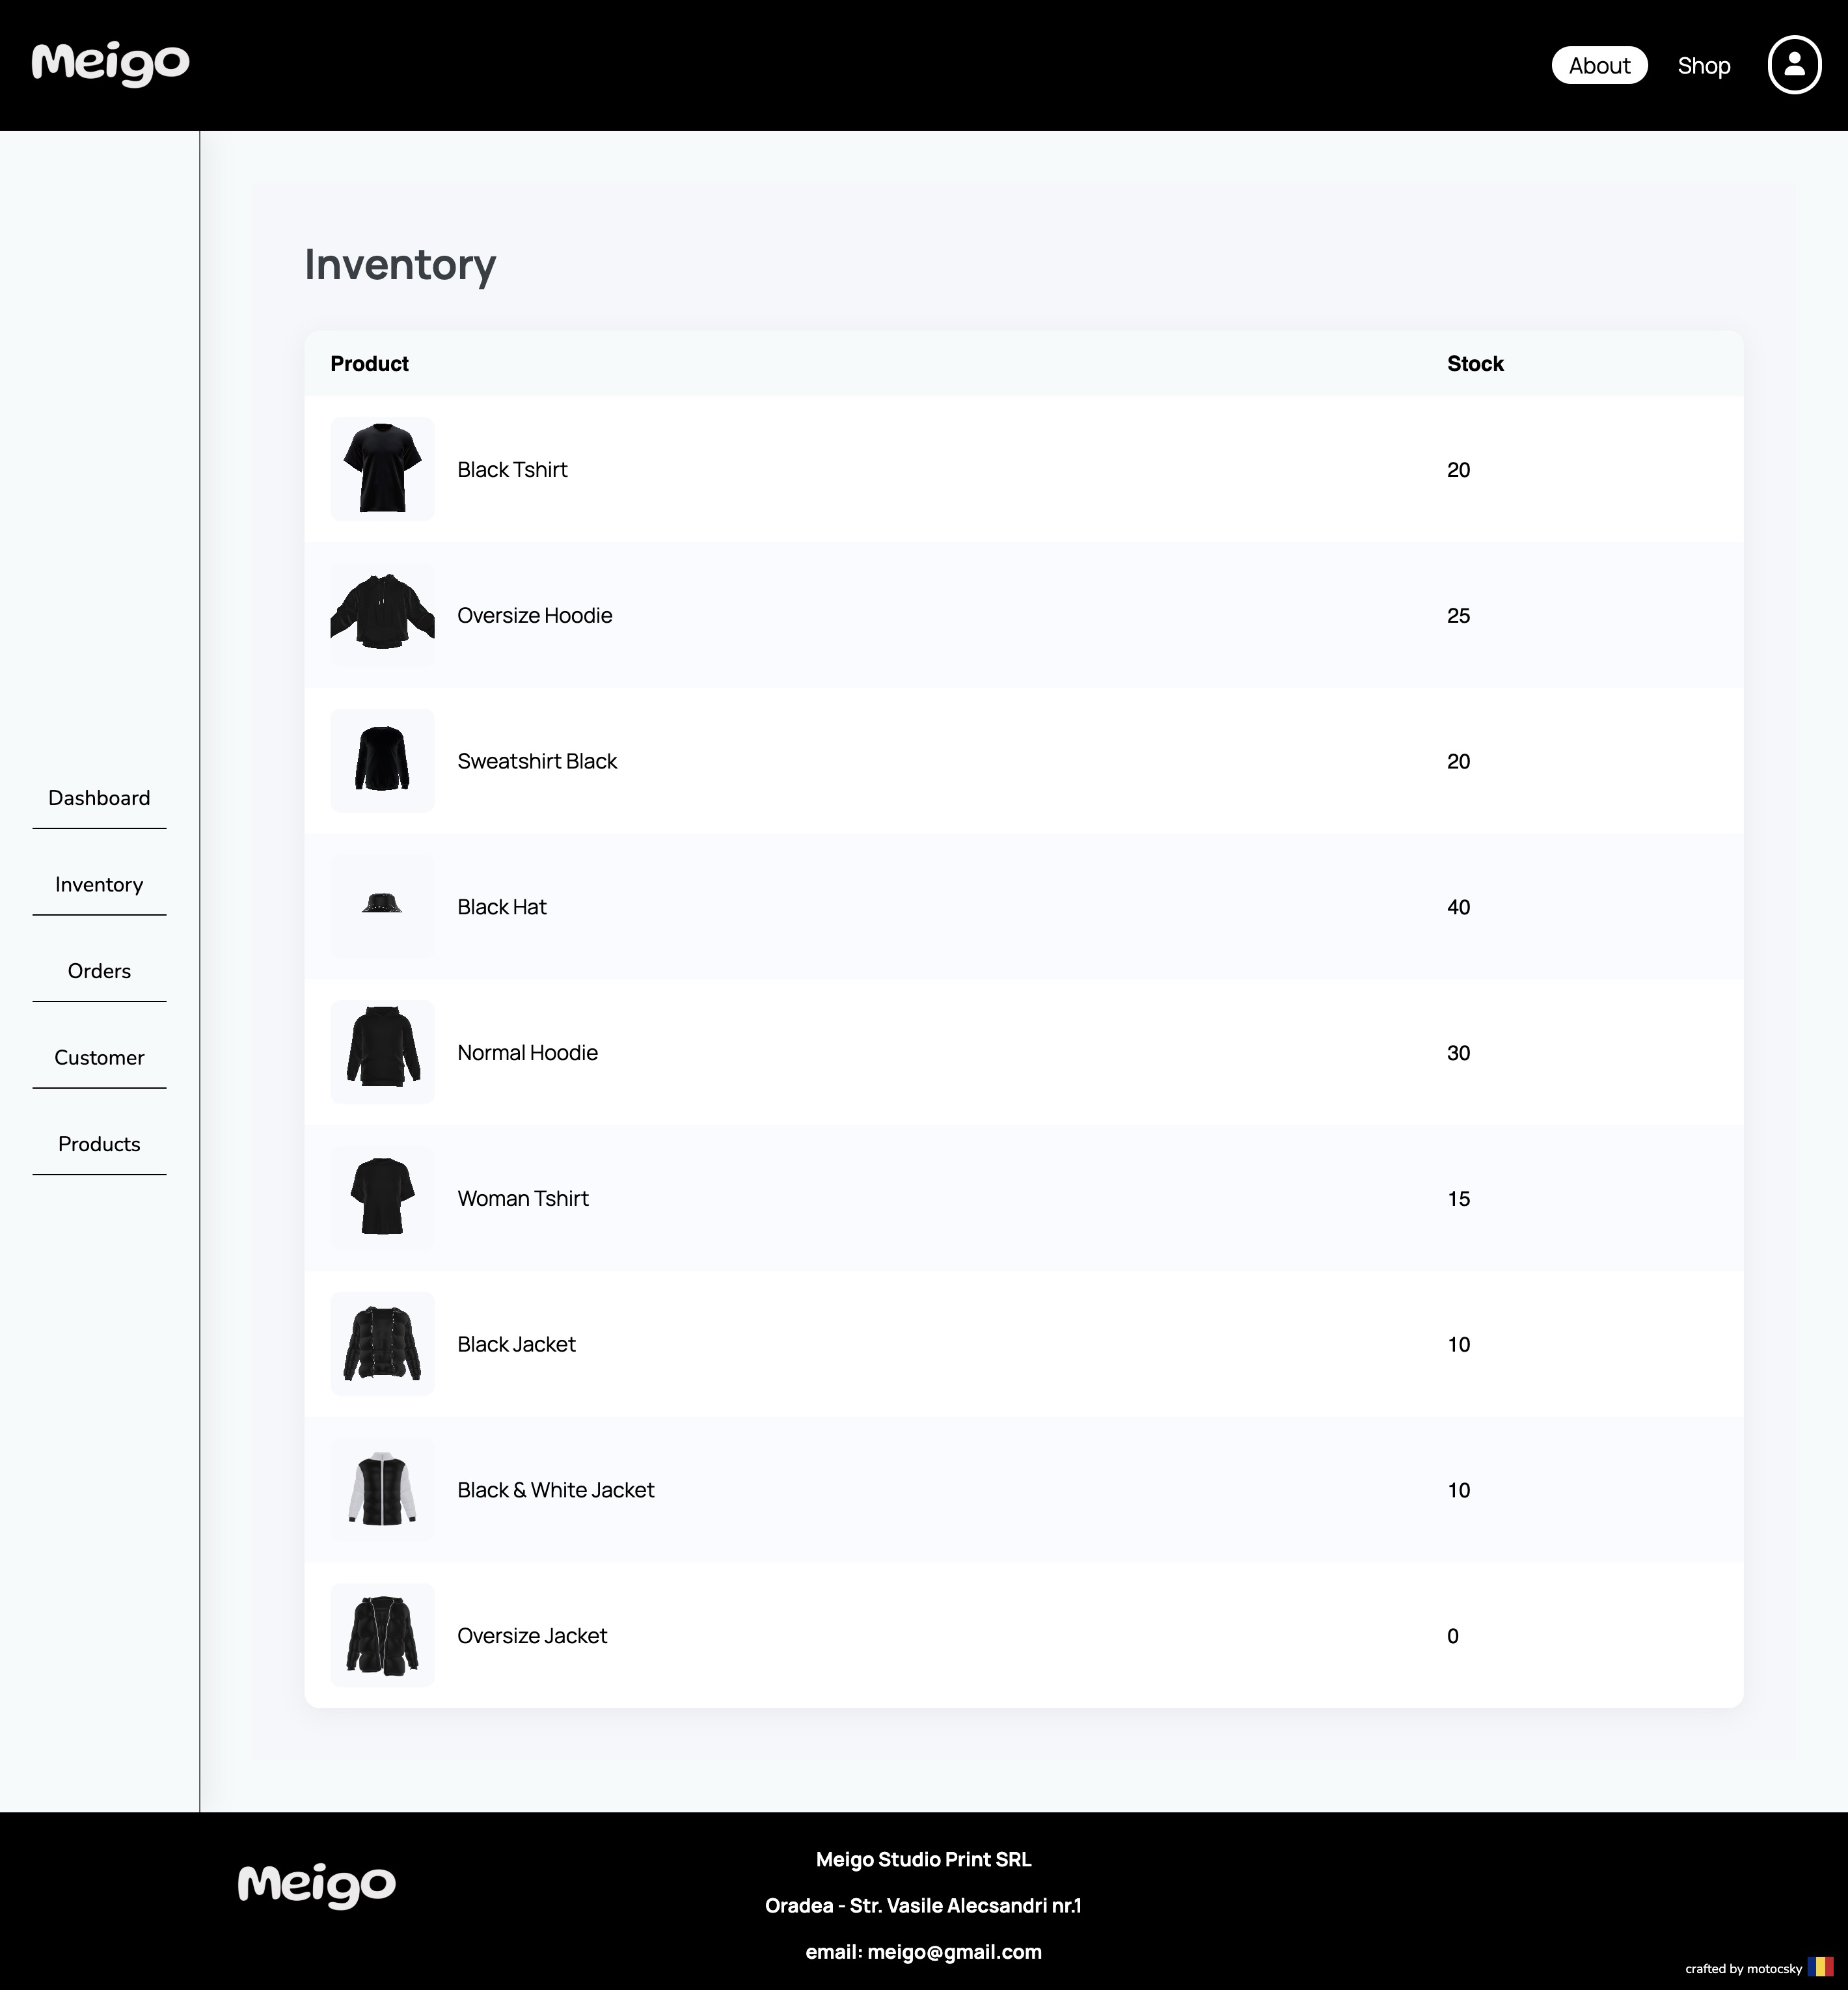 Meigo
About
Shop
Inventory
Product Stock
Black Tshirt 20
Oversize Hoodie 25
Sweatshirt Black 20
Black Hat 40
Normal Hoodie 30
Woman Tshirt 15
Black Jacket 10
Black & White Jacket 10
Oversize Jacket 0
Dashboard
Inventory
Orders
Customer
Products
Meigo
Meigo Studio Print SRL
Oradea - Str. Vasile Alecsandri nr.1
email: meigo@gmail.com
crafted by motocsky